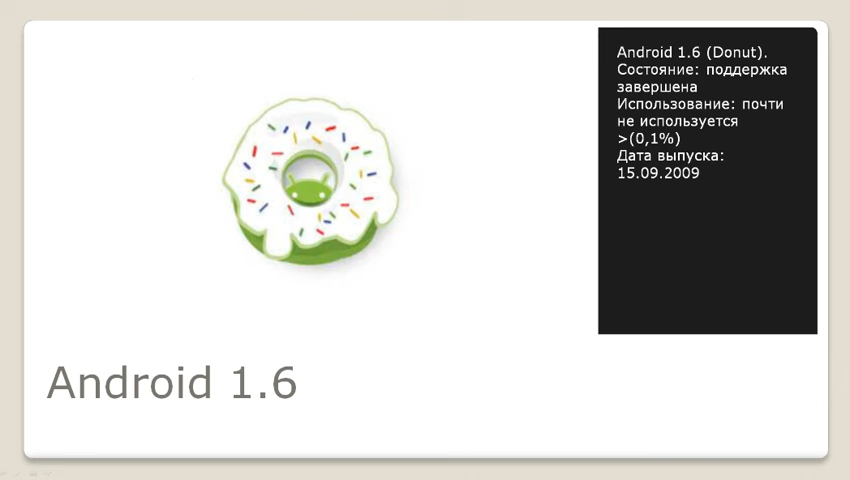 Android 1.6 (Donut).
Состояние: поддержка
завершена
Использование: почти
не используется
>(0,1%)
Дата выпуска:
15.09.2009
Android 1.6